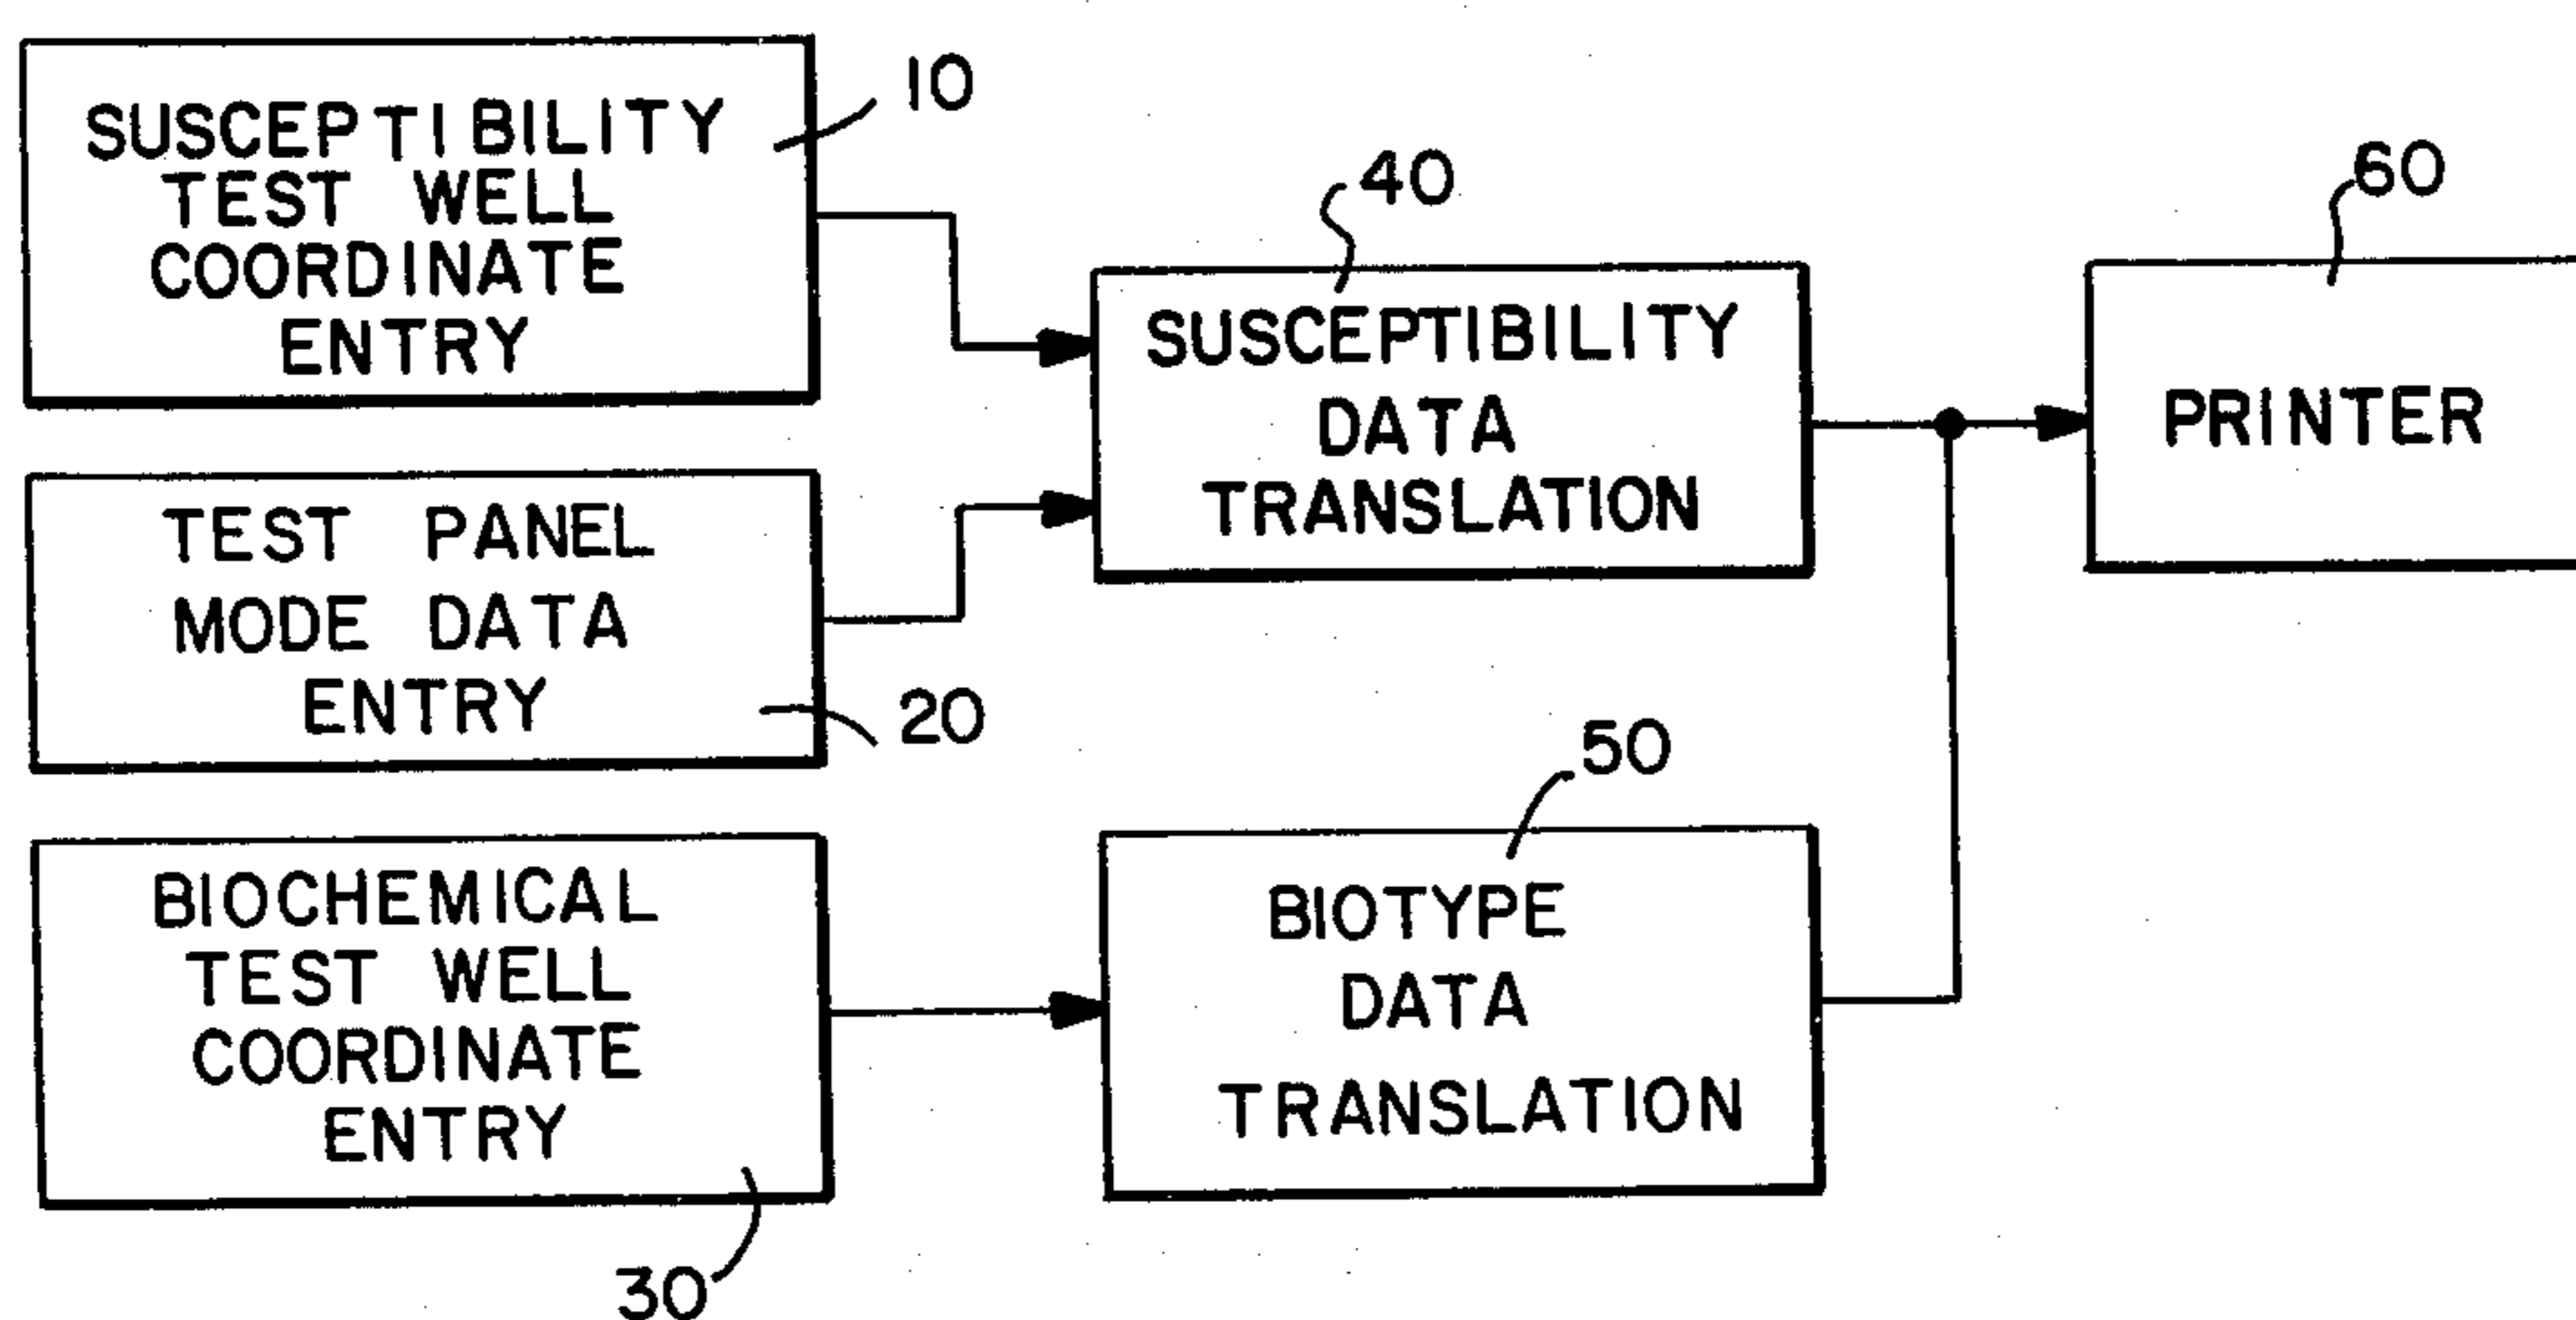 10
SUSCEPTIBILITY
TEST WELL
COORDINATE
ENTRY
TEST PANEL
MODE DATA
ENTRY
20
BIOCHEMICAL
TEST WELL
COORDINATE
ENTRY
30
40
SUSCEPTIBILITY
DATA
TRANSLATION
50
BIOTYPE
DATA
TRANSLATION
60
PRINTER